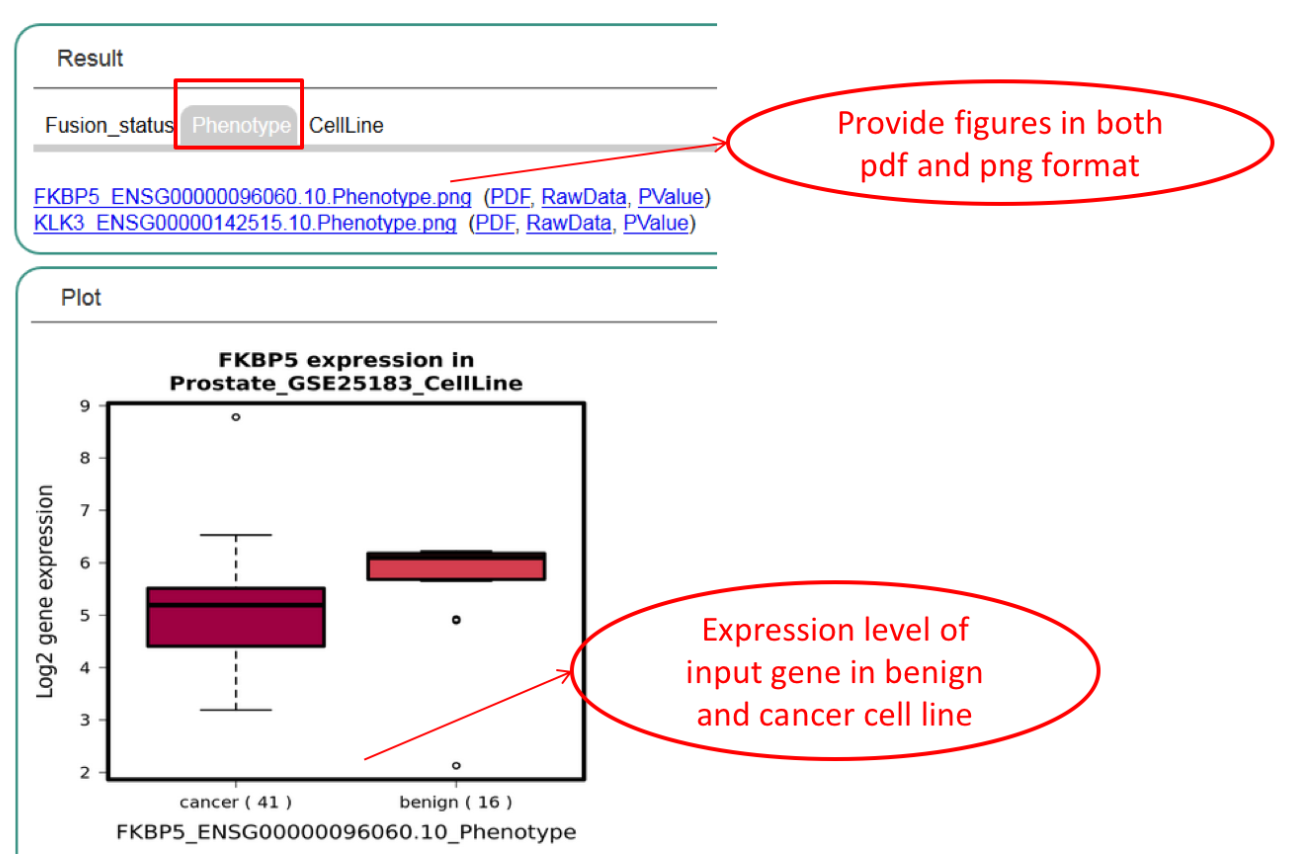 Result
Fusion_status Phenotype CellLine
FKBP5_ENSG00000096060.10.Phenotype.png (PDF, RawData, PValue)
KLK3_ENSG00000142515.10.Phenotype.png (PDF, RawData, PValue)
Provide figures in both
pdf and png format
Plot
FKBP5 expression in
Prostate_GSE25183_CellLine
Log2 gene expression
9
8
7
6
5
4
3
2
cancer ( 41 )
benign ( 16 )
FKBP5_ENSG00000096060.10_Phenotype
Expression level of
input gene in benign
and cancer cell line